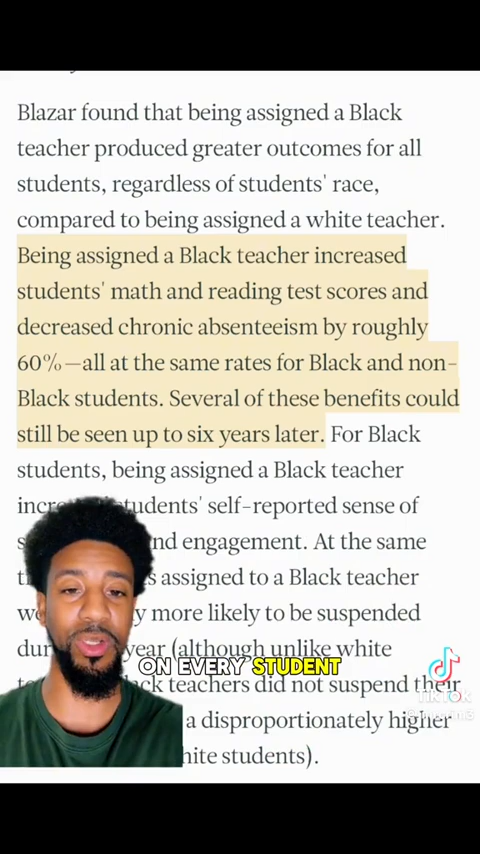 Blazar found that being assigned a Black
teacher produced greater outcomes for all
students, regardless of students' race,
compared to being assigned a white teacher.
Being assigned a Black teacher increased
students' math and reading test scores and
decreased chronic absenteeism by roughly
60%—all at the same rates for Black and non-
Black students. Several of these benefits could
still be seen up to six years later. For Black
students, being assigned a Black teacher
students' self-reported sense of
and engagement. At the same
assigned to a Black teacher
more likely to be suspended
year (although unlike white
teachers did not suspend their
a disproportionately higher
students).
ON EVERY STUDENT
TikTok